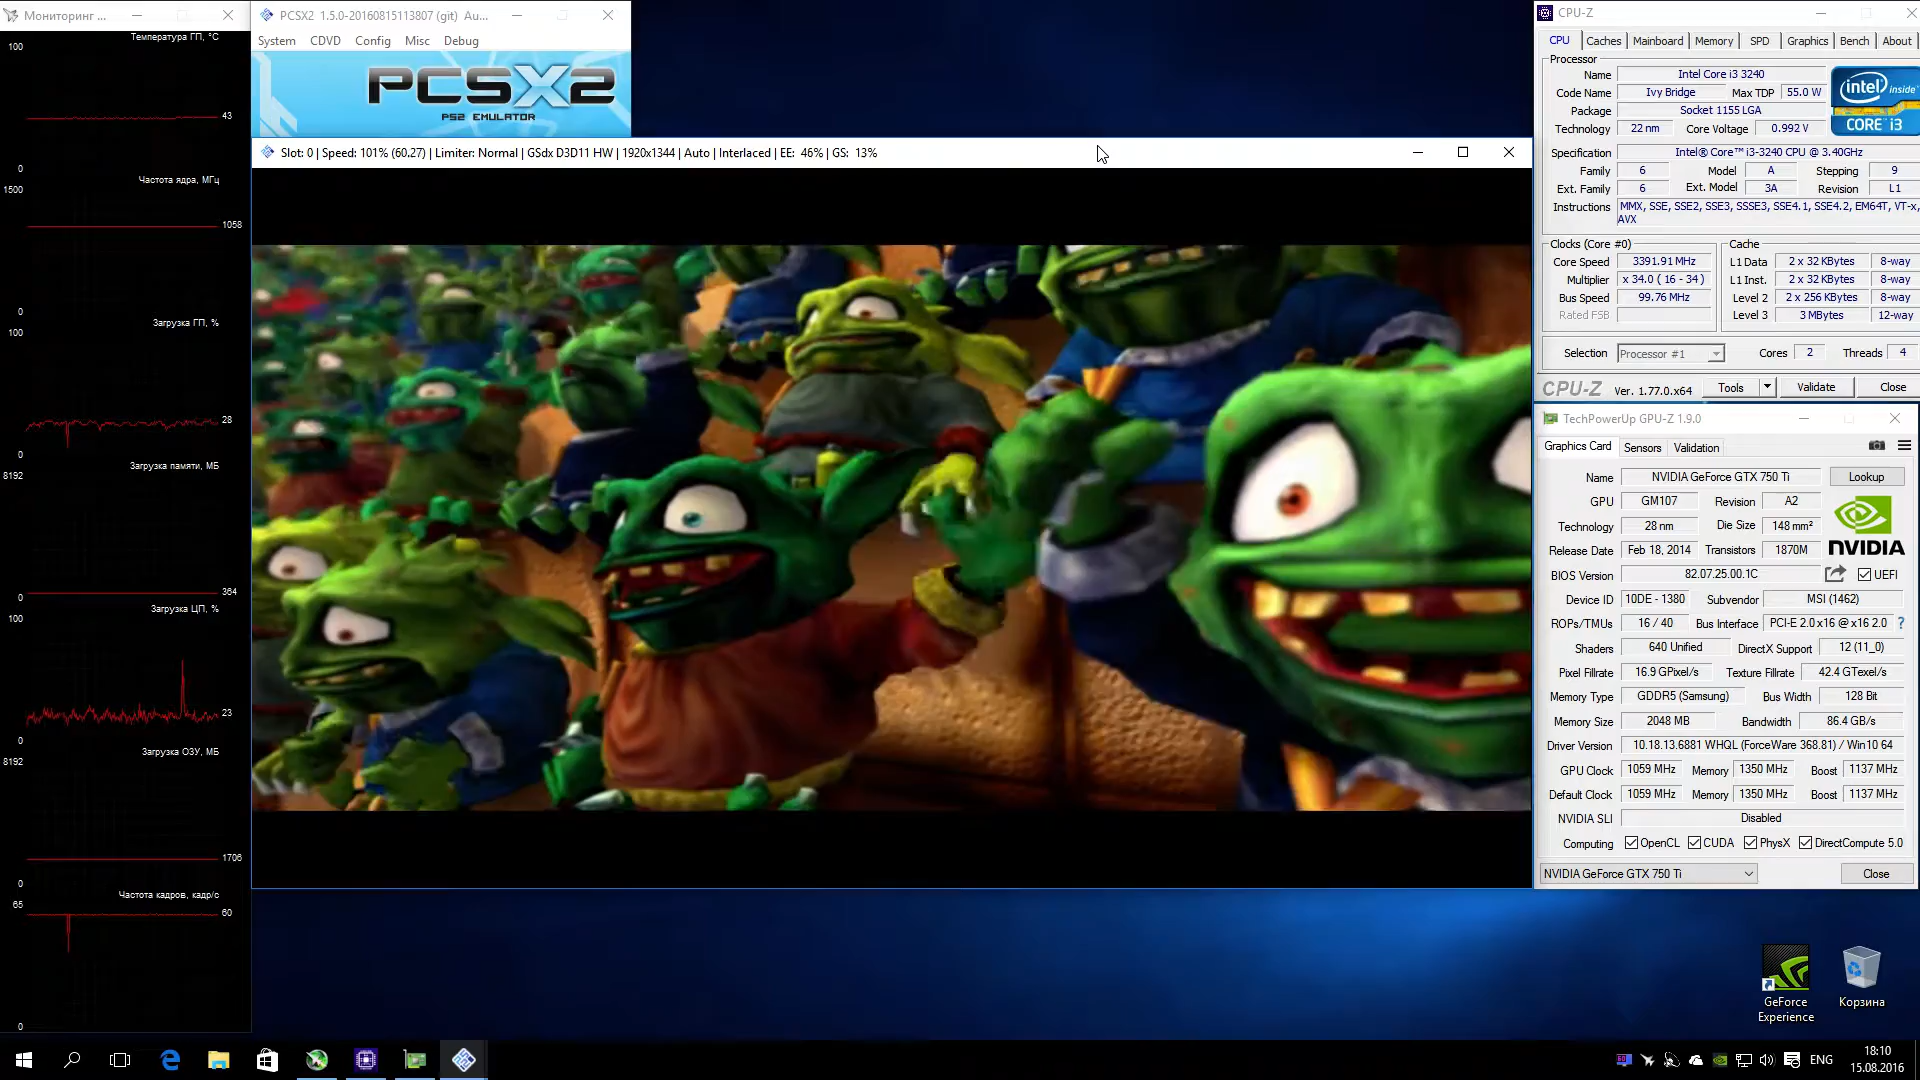 Мониторинг ...
Температура ГП, °C
100
43
0
Частота ядра, МГц
1500
1058
0
Загрузка ГП, %
100
28
0
Загрузка памяти, МБ
8192
364
0
Загрузка ЦП, %
100
23
0
Загрузка ОЗУ, МБ
8192
1706
0
Частота кадров, кадр/с
65
60
0
PCSX2 1.5.0-20160815113807 (git) Au...
System CDVD Config Misc Debug
PCSX2
PS2 EMULATOR
Slot: 0 | Speed: 101% (60,27) | Limiter: Normal | GSdx D3D11 HW | 1920x1344 | Auto | Interlaced | EE: 46% | GS: 13%
CPU-Z
CPU Caches Mainboard Memory SPD Graphics Bench About
Processor
Name Intel Core i3 3240
Code Name Ivy Bridge Max TDP 55.0 W
Package Socket 1155 LGA
Technology 22 nm Core Voltage 0.992 V
intel inside
CORE i3
Specification Intel® Core™ i3-3240 CPU @ 3.40GHz
Family 6 Model A Stepping 9
Ext. Family 6 Ext. Model 3A Revision L1
Instructions MMX, SSE, SSE2, SSE3, SSSE3, SSE4.1, SSE4.2, EM64T, VT-x,
AVX
Clocks (Core #0) Cache
Core Speed 3391.91 MHz L1 Data 2 x 32 KBytes 8-way
Multiplier x 34.0 ( 16 - 34 ) L1 Inst. 2 x 32 KBytes 8-way
Bus Speed 99.76 MHz Level 2 2 x 256 KBytes 8-way
Rated FSB Level 3 3 MBytes 12-way
Selection Processor #1 Cores 2 Threads 4
CPU-Z Ver. 1.77.0.x64 Tools Validate Close
TechPowerUp GPU-Z 1.9.0
Graphics Card Sensors Validation
Name NVIDIA GeForce GTX 750 Ti Lookup
GPU GM107 Revision A2
Technology 28 nm Die Size 148 mm²
Release Date Feb 18, 2014 Transistors 1870M
NVIDIA
BIOS Version 82.07.25.00.1C UEFI
Device ID 10DE - 1380 Subvendor MSI (1462)
ROPs/TMUs 16 / 40 Bus Interface PCI-E 2.0 x16 @ x16 2.0 ?
Shaders 640 Unified DirectX Support 12 (11_0)
Pixel Fillrate 16.9 GPixel/s Texture Fillrate 42.4 GTexel/s
Memory Type GDDR5 (Samsung) Bus Width 128 Bit
Memory Size 2048 MB Bandwidth 86.4 GB/s
Driver Version 10.18.13.6881 WHQL (ForceWare 368.81) / Win10 64
GPU Clock 1059 MHz Memory 1350 MHz Boost 1137 MHz
Default Clock 1059 MHz Memory 1350 MHz Boost 1137 MHz
NVIDIA SLI Disabled
Computing OpenCL CUDA PhysX DirectCompute 5.0
NVIDIA GeForce GTX 750 Ti Close
GeForce
Experience
Корзина
60
ENG
18:10
15.08.2016